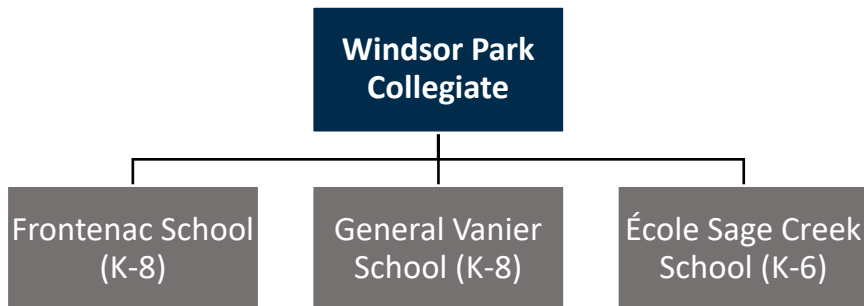 Windsor Park
Collegiate
Frontenac School
(K-8)
General Vanier
School (K-8)
École Sage Creek
School (K-6)